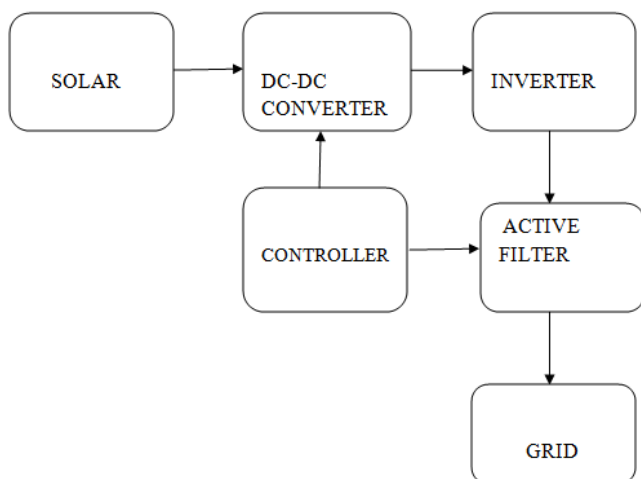 SOLAR
DC-DC
CONVERTER
INVERTER
CONTROLLER
ACTIVE
FILTER
GRID